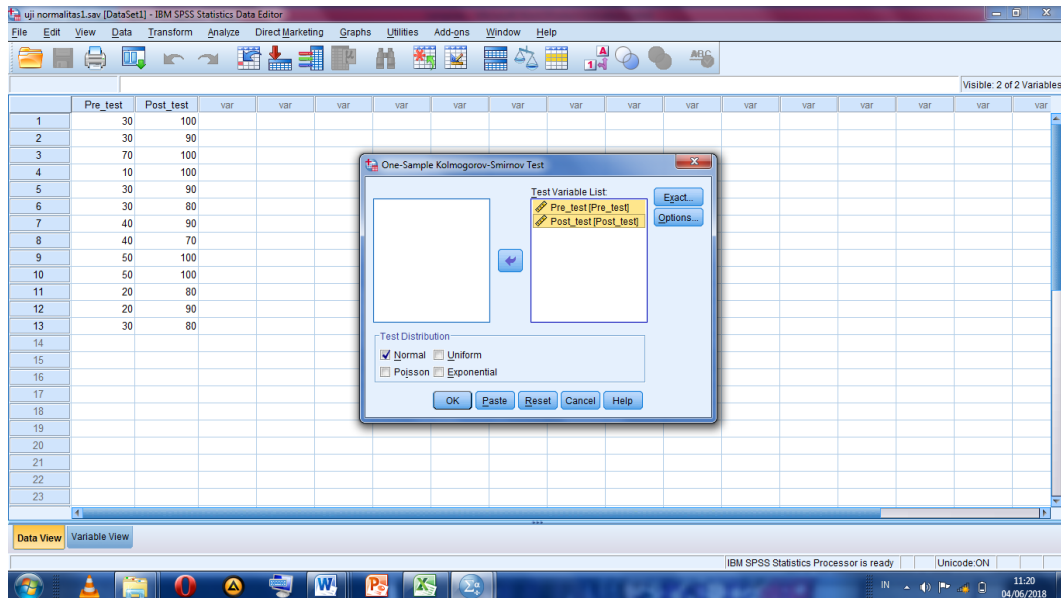 uji normalitas1.sav [DataSet1] - IBM SPSS Statistics Data Editor
File Edit View Data Transform Analyze Direct Marketing Graphs Utilities Add-ons Window Help
Visible: 2 of 2 Variables
Pre_test Post_test var var var var var var var var var var var var var var var
1 30 100
2 30 90
3 70 100
4 10 100
5 30 90
6 30 80
7 40 90
8 40 70
9 50 100
10 50 100
11 20 80
12 20 90
13 30 80
14
15
16
17
18
19
20
21
22
23
One-Sample Kolmogorov-Smirnov Test
Test Variable List:
Pre_test [Pre_test]
Post_test [Post_test]
Exact...
Options...
Test Distribution
Normal Uniform
Poisson Exponential
OK Paste Reset Cancel Help
Data View Variable View
IBM SPSS Statistics Processor is ready Unicode:ON
IN 11:20
04/06/2018